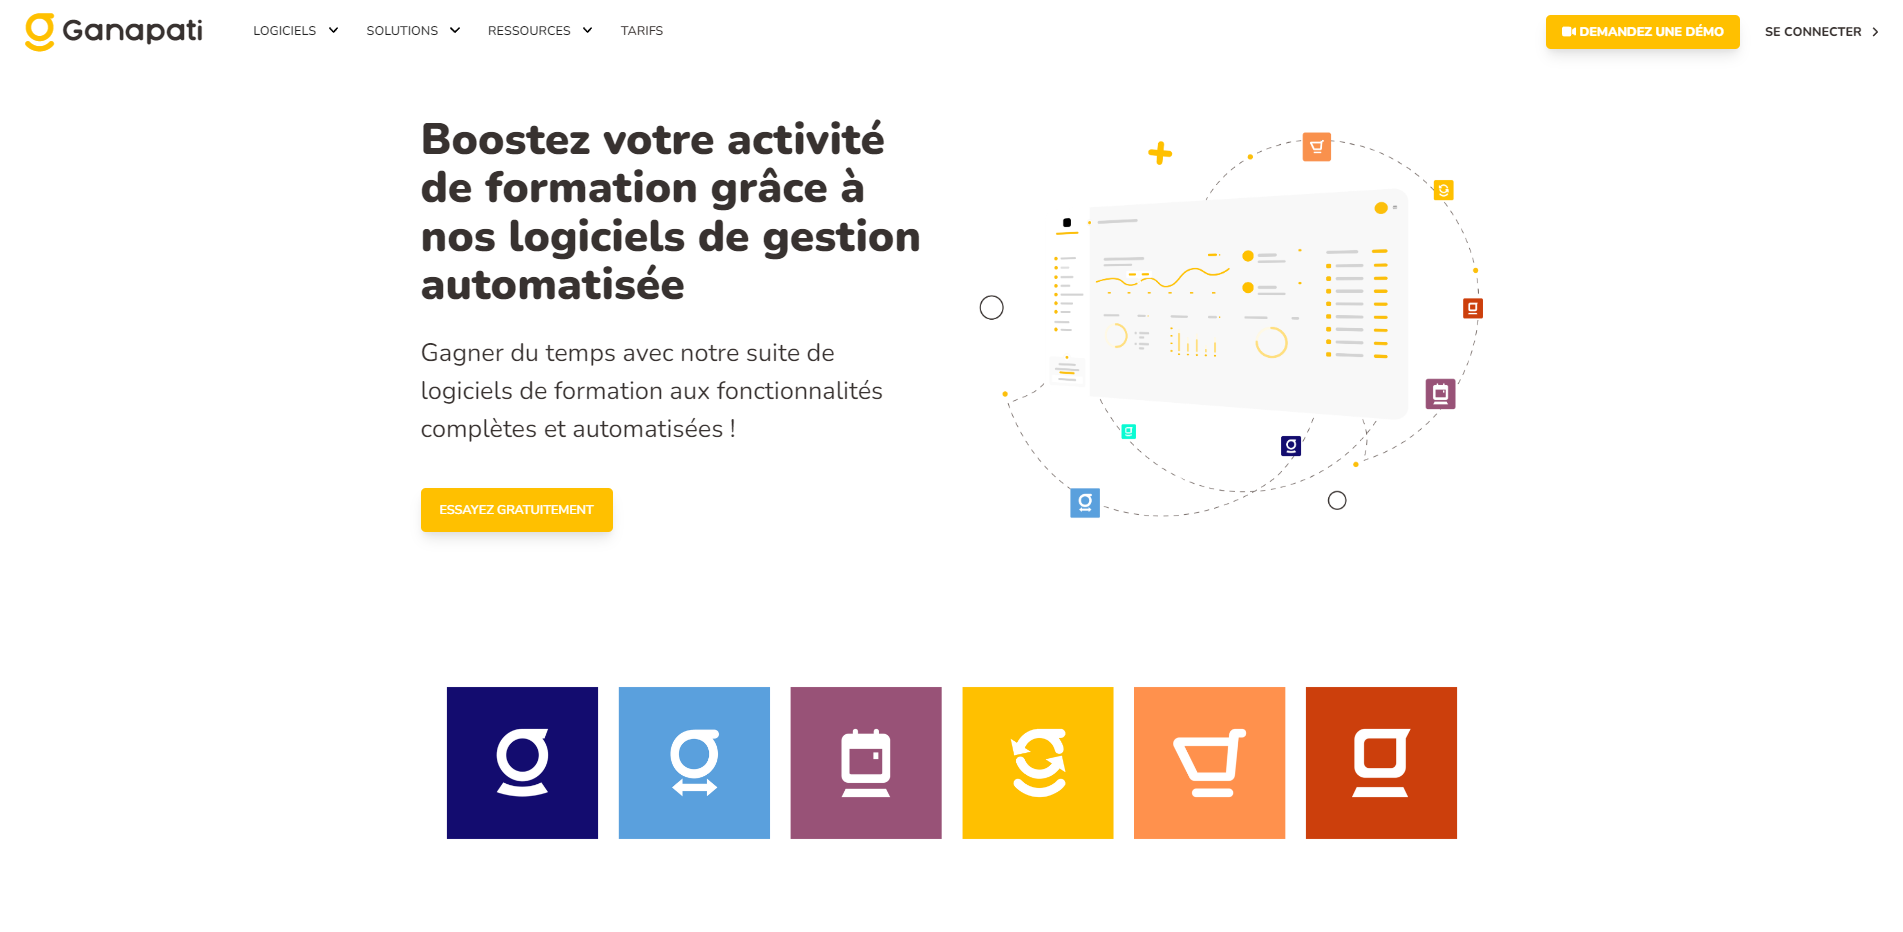 Ganapati
LOGICIELS
SOLUTIONS
RESSOURCES
TARIFS
DEMANDEZ UNE DÉMO
SE CONNECTER
Boostez votre activité
de formation grâce à
nos logiciels de gestion
automatisée
Gagner du temps avec notre suite de
logiciels de formation aux fonctionnalités
complètes et automatisées !
ESSAYEZ GRATUITEMENT